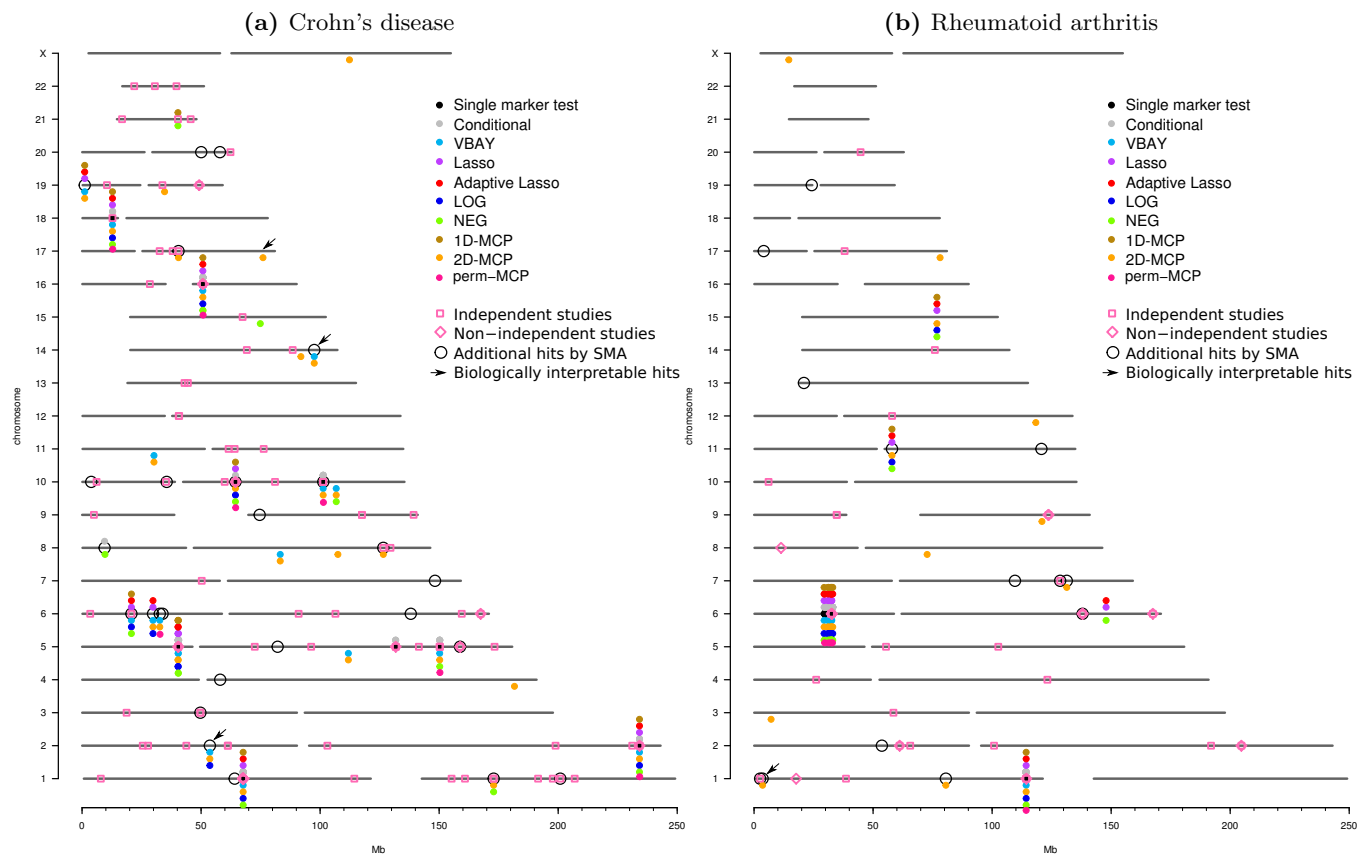 (a) Crohn's disease
X
22
21
20
19
18
17
16
15
14
13
12
11
10
9
8
7
6
5
4
3
2
1
chromosome
0
50
100
150
200
250
Mb
Single marker test
Conditional
VBAY
Lasso
Adaptive Lasso
LOG
NEG
1D−MCP
2D−MCP
perm−MCP
Independent studies
Non−independent studies
Additional hits by SMA
Biologically interpretable hits
(b) Rheumatoid arthritis
X
22
21
20
19
18
17
16
15
14
13
12
11
10
9
8
7
6
5
4
3
2
1
chromosome
0
50
100
150
200
250
Mb
Single marker test
Conditional
VBAY
Lasso
Adaptive Lasso
LOG
NEG
1D−MCP
2D−MCP
perm−MCP
Independent studies
Non−independent studies
Additional hits by SMA
Biologically interpretable hits